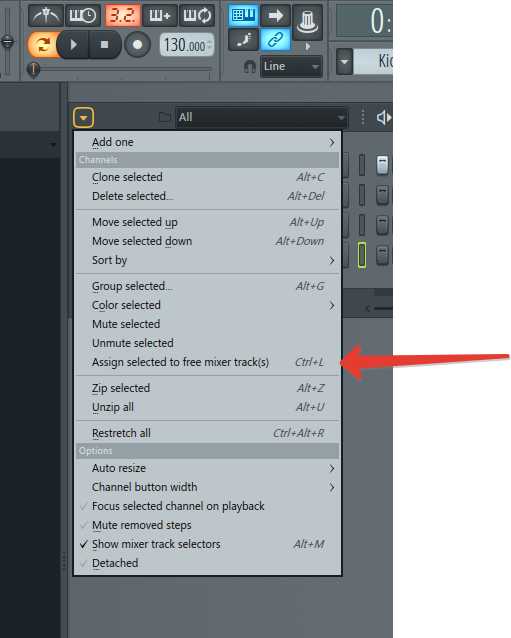 3.2.
130.000
0:
Line
Kic
All
Add one
Channels
Clone selected Alt+C
Delete selected... Alt+Del
Move selected up Alt+Up
Move selected down Alt+Down
Sort by
Group selected... Alt+G
Color selected
Mute selected
Unmute selected
Assign selected to free mixer track(s) Ctrl+L
Zip selected Alt+Z
Unzip all Alt+U
Restretch all Ctrl+Alt+R
Options
Auto resize
Channel button width
Focus selected channel on playback
Mute removed steps
Show mixer track selectors Alt+M
Detached